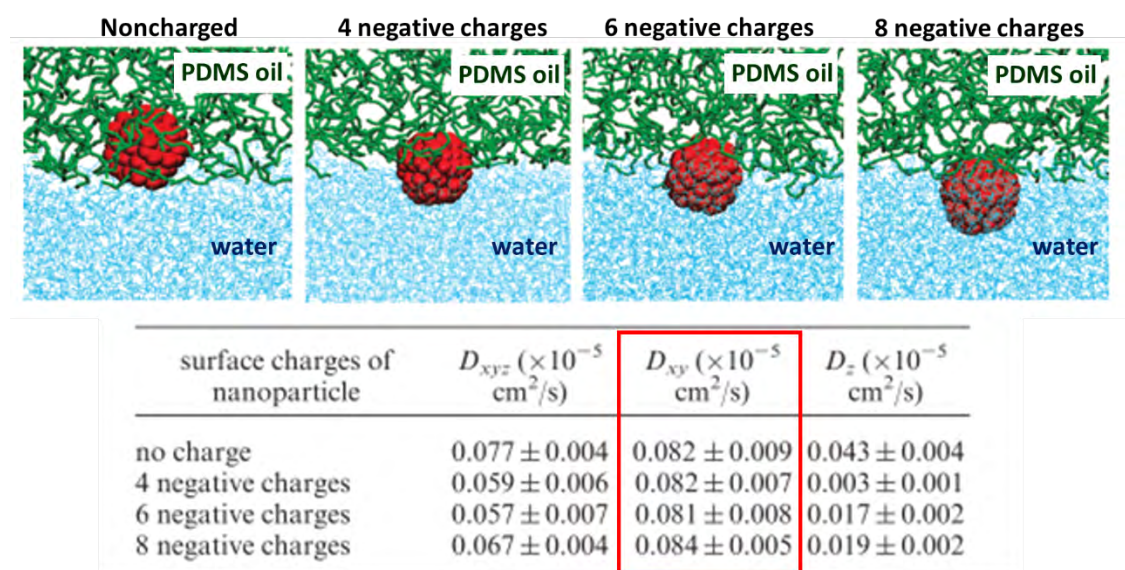 Noncharged 4 negative charges 6 negative charges 8 negative charges
PDMS oil PDMS oil PDMS oil PDMS oil
water water water water
surface charges of nanoparticle D_xyz (×10⁻⁵ cm²/s) D_xy (×10⁻⁵ cm²/s) D_z (×10⁻⁵ cm²/s)
no charge 0.077 ± 0.004 0.082 ± 0.009 0.043 ± 0.004
4 negative charges 0.059 ± 0.006 0.082 ± 0.007 0.003 ± 0.001
6 negative charges 0.057 ± 0.007 0.081 ± 0.008 0.017 ± 0.002
8 negative charges 0.067 ± 0.004 0.084 ± 0.005 0.019 ± 0.002